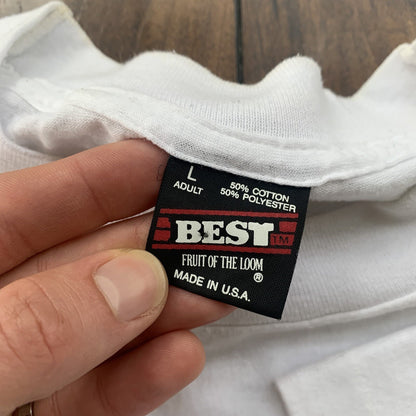 L
ADULT
50% COTTON
50% POLYESTER
BEST TM
FRUIT OF THE LOOM
®
MADE IN U.S.A.